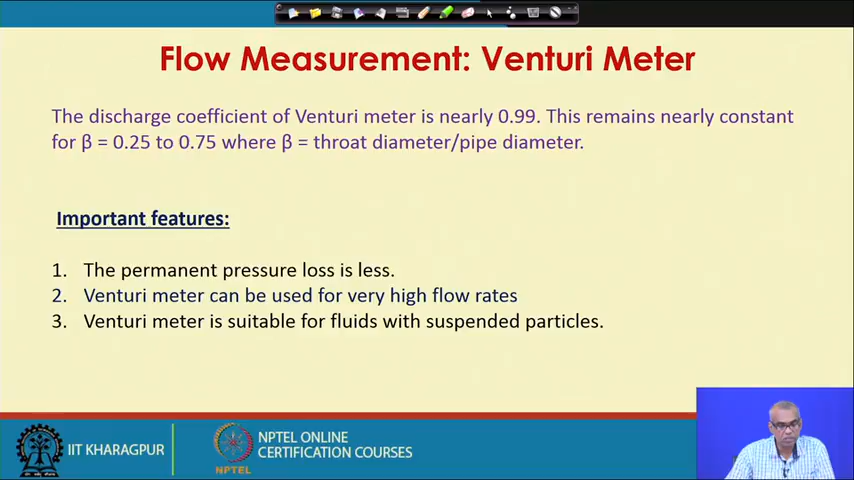 Flow Measurement: Venturi Meter
The discharge coefficient of Venturi meter is nearly 0.99. This remains nearly constant
for β = 0.25 to 0.75 where β = throat diameter/pipe diameter.
Important features:
1. The permanent pressure loss is less.
2. Venturi meter can be used for very high flow rates
3. Venturi meter is suitable for fluids with suspended particles.
IIT KHARAGPUR
NPTEL
NPTEL ONLINE
CERTIFICATION COURSES